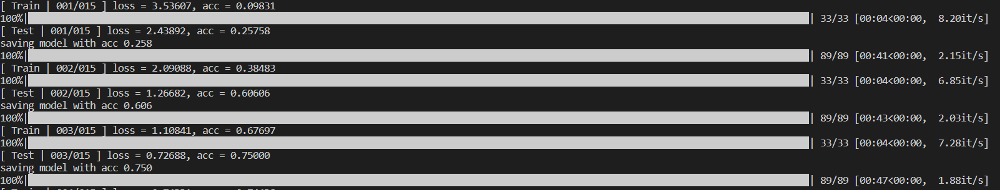 [ Train | 001/015 ] loss = 3.53607, acc = 0.09831
100%|| 33/33 [00:04<00:00, 8.20it/s]
[ Test | 001/015 ] loss = 2.43892, acc = 0.25758
saving model with acc 0.258
100%|| 89/89 [00:41<00:00, 2.15it/s]
[ Train | 002/015 ] loss = 2.09088, acc = 0.38483
100%|| 33/33 [00:04<00:00, 6.85it/s]
[ Test | 002/015 ] loss = 1.26682, acc = 0.60606
saving model with acc 0.606
100%|| 89/89 [00:43<00:00, 2.03it/s]
[ Train | 003/015 ] loss = 1.10841, acc = 0.67697
100%|| 33/33 [00:04<00:00, 7.28it/s]
[ Test | 003/015 ] loss = 0.72688, acc = 0.75000
saving model with acc 0.750
100%|| 89/89 [00:47<00:00, 1.88it/s]